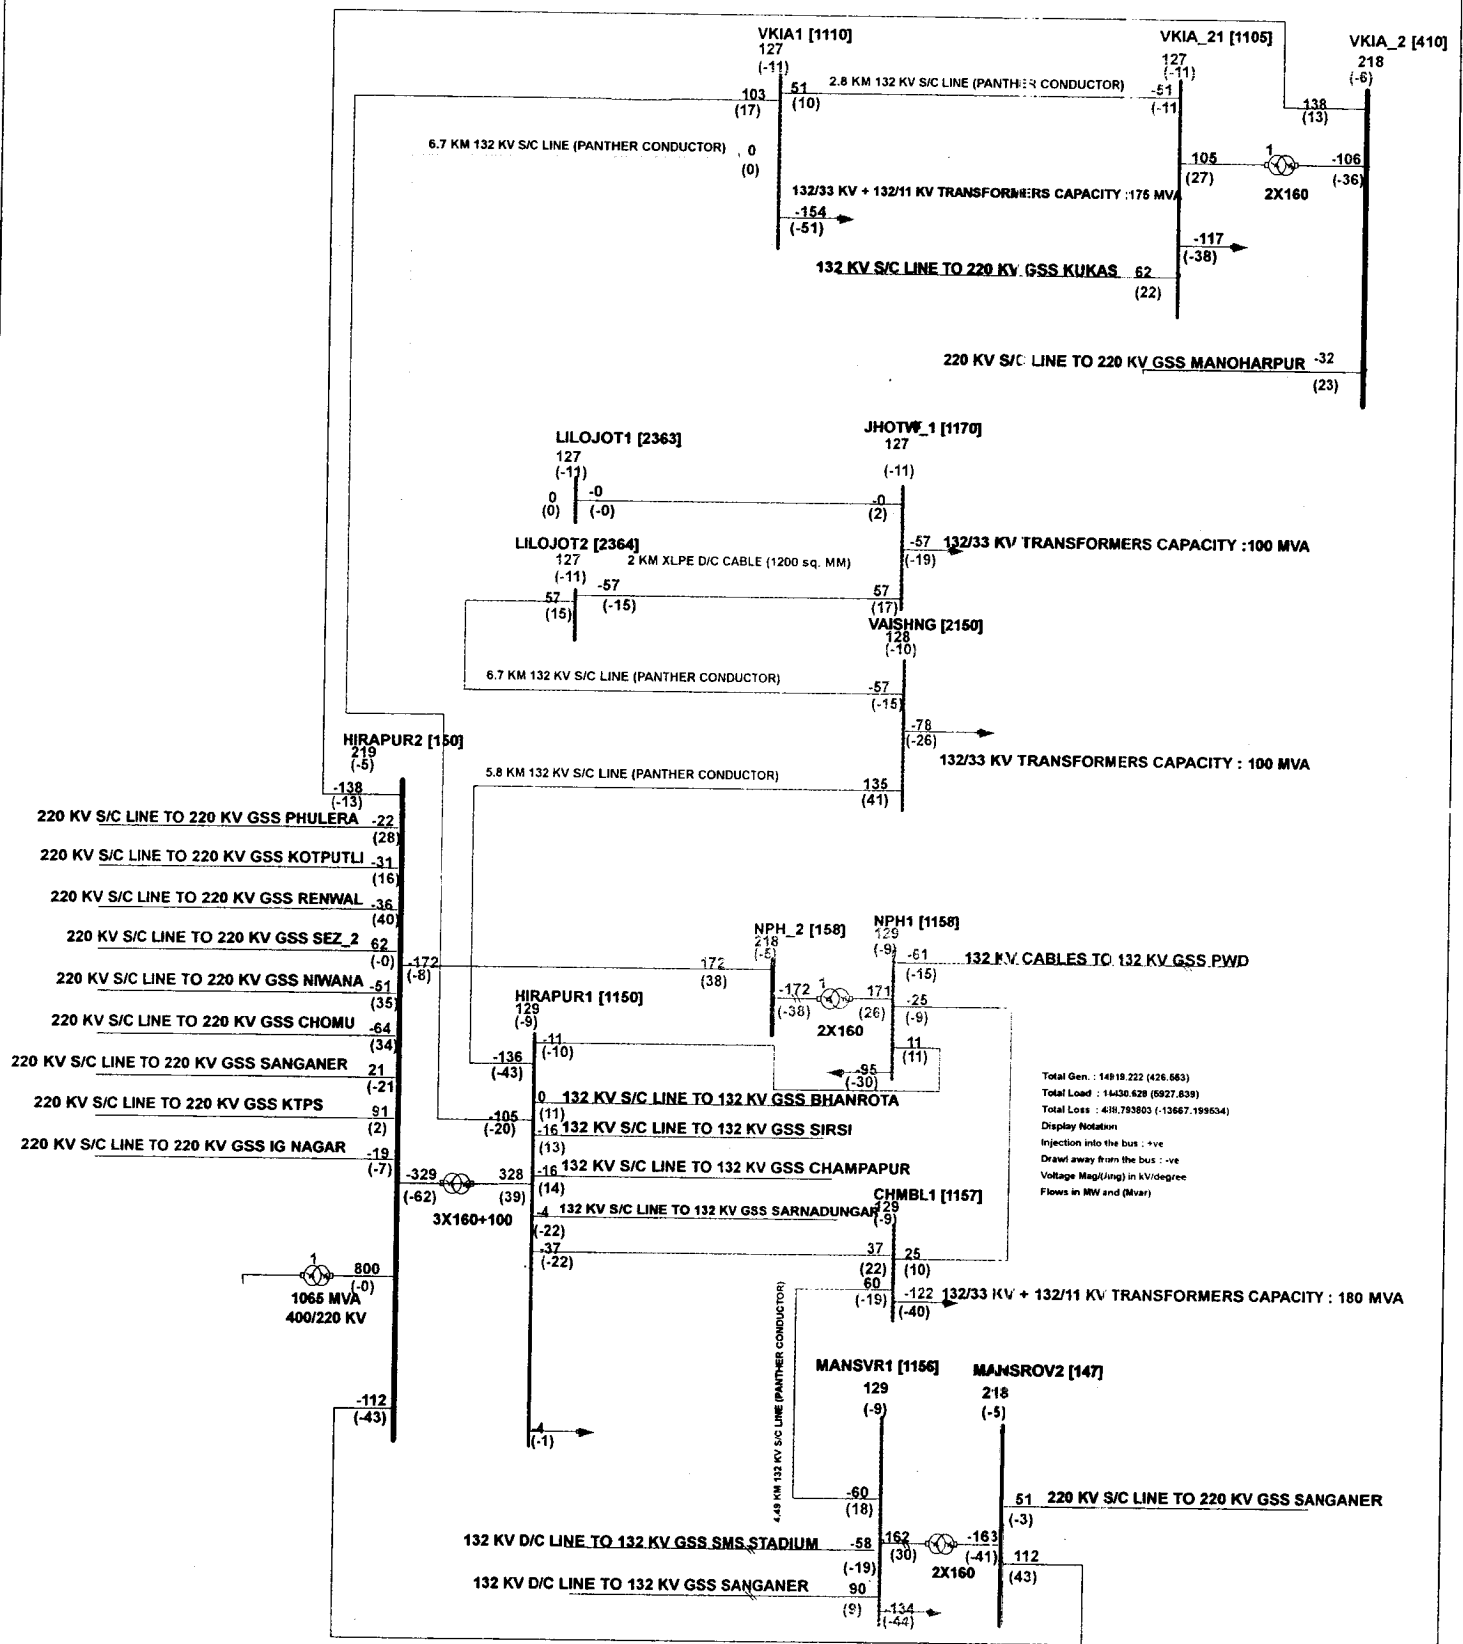 VKIA1 [1110]
127
(-11)
VKIA_21 [1105]
127
(-11)
VKIA_2 [410]
218
(-6)
103
(17)
51
(10)
2.8 KM 132 KV S/C LINE (PANTHER CONDUCTOR)
-51
(-11
138
(13)
6.7 KM 132 KV S/C LINE (PANTHER CONDUCTOR)
0
(0)
105
(27)
1
2X160
-106
(-36)
132/33 KV + 132/11 KV TRANSFORMERS CAPACITY :175 MVA
-154
(-51)
-117
(-38)
132 KV S/C LINE TO 220 KV GSS KUKAS
62
(22)
220 KV S/C LINE TO 220 KV GSS MANOHARPUR
-32
(23)
LILOJOT1 [2363]
127
(-11)
0
(0)
-0
(-0)
JHOTW_1 [1170]
127
(-11)
-0
(2)
LILOJOT2 [2364]
127
(-11)
2 KM XLPE D/C CABLE (1200 sq. MM)
-57
(-19)
132/33 KV TRANSFORMERS CAPACITY :100 MVA
57
(15)
-57
(-15)
57
(17)
VAISHNG [2150]
128
(-10)
6.7 KM 132 KV S/C LINE (PANTHER CONDUCTOR)
-57
(-15)
-78
(-26)
132/33 KV TRANSFORMERS CAPACITY : 100 MVA
5.8 KM 132 KV S/C LINE (PANTHER CONDUCTOR)
135
(41)
HIRAPUR2 [150]
219
(-5)
-138
(-13)
220 KV S/C LINE TO 220 KV GSS PHULERA
-22
(28)
220 KV S/C LINE TO 220 KV GSS KOTPUTLI
-31
(16)
220 KV S/C LINE TO 220 KV GSS RENWAL
-36
(40)
220 KV S/C LINE TO 220 KV GSS SEZ_2
62
(-0)
-172
(-8)
220 KV S/C LINE TO 220 KV GSS NIWANA
-51
(35)
220 KV S/C LINE TO 220 KV GSS CHOMU
-64
(34)
220 KV S/C LINE TO 220 KV GSS SANGANER
21
(-21
220 KV S/C LINE TO 220 KV GSS KTPS
91
(2)
220 KV S/C LINE TO 220 KV GSS IG NAGAR
-19
(-7)
-329
(-62)
3X160+100
328
(39)
1
1065 MVA
400/220 KV
800
(-0)
-112
(-43)
172
(38)
NPH_2 [158]
218
(-5)
-172
(-38)
1
2X160
171
(26)
NPH1 [1158]
129
(-9)
-61
(-15)
132 KV CABLES TO 132 KV GSS PWD
-25
(-9)
11
(11)
-95
(-30)
HIRAPUR1 [1150]
129
(-9)
-11
(-10)
-136
(-43)
0
(11)
132 KV S/C LINE TO 132 KV GSS BHANROTA
-105
(-20)
-16
(13)
132 KV S/C LINE TO 132 KV GSS SIRSI
-16
(14)
132 KV S/C LINE TO 132 KV GSS CHAMPAPUR
-4
(-22)
132 KV S/C LINE TO 132 KV GSS SARNADUNGAR
-37
(-22)
-4
(-1)
Total Gen. :
Total Load :
Total Loss :
Display Notation
Injection into the bus : +ve
Drawl away from the bus : -ve
Voltage Mag/(Ang) in kV/degree
Flows in MW and (Mvar)
CHMBL1 [1157]
129
(-9)
37
(22)
25
(10)
60
(-19)
-122
(-40)
132/33 KV + 132/11 KV TRANSFORMERS CAPACITY : 180 MVA
4.49 KM 132 KV S/C LINE (PANTHER CONDUCTOR)
MANSVR1 [1156]
129
(-9)
MANSROV2 [147]
218
(-5)
-60
(18)
51
(-3)
220 KV S/C LINE TO 220 KV GSS SANGANER
132 KV D/C LINE TO 132 KV GSS SMS STADIUM
-58
(-19)
162
(30)
2X160
-163
(-41)
112
(43)
132 KV D/C LINE TO 132 KV GSS SANGANER
90
(9)
-134
(-44)